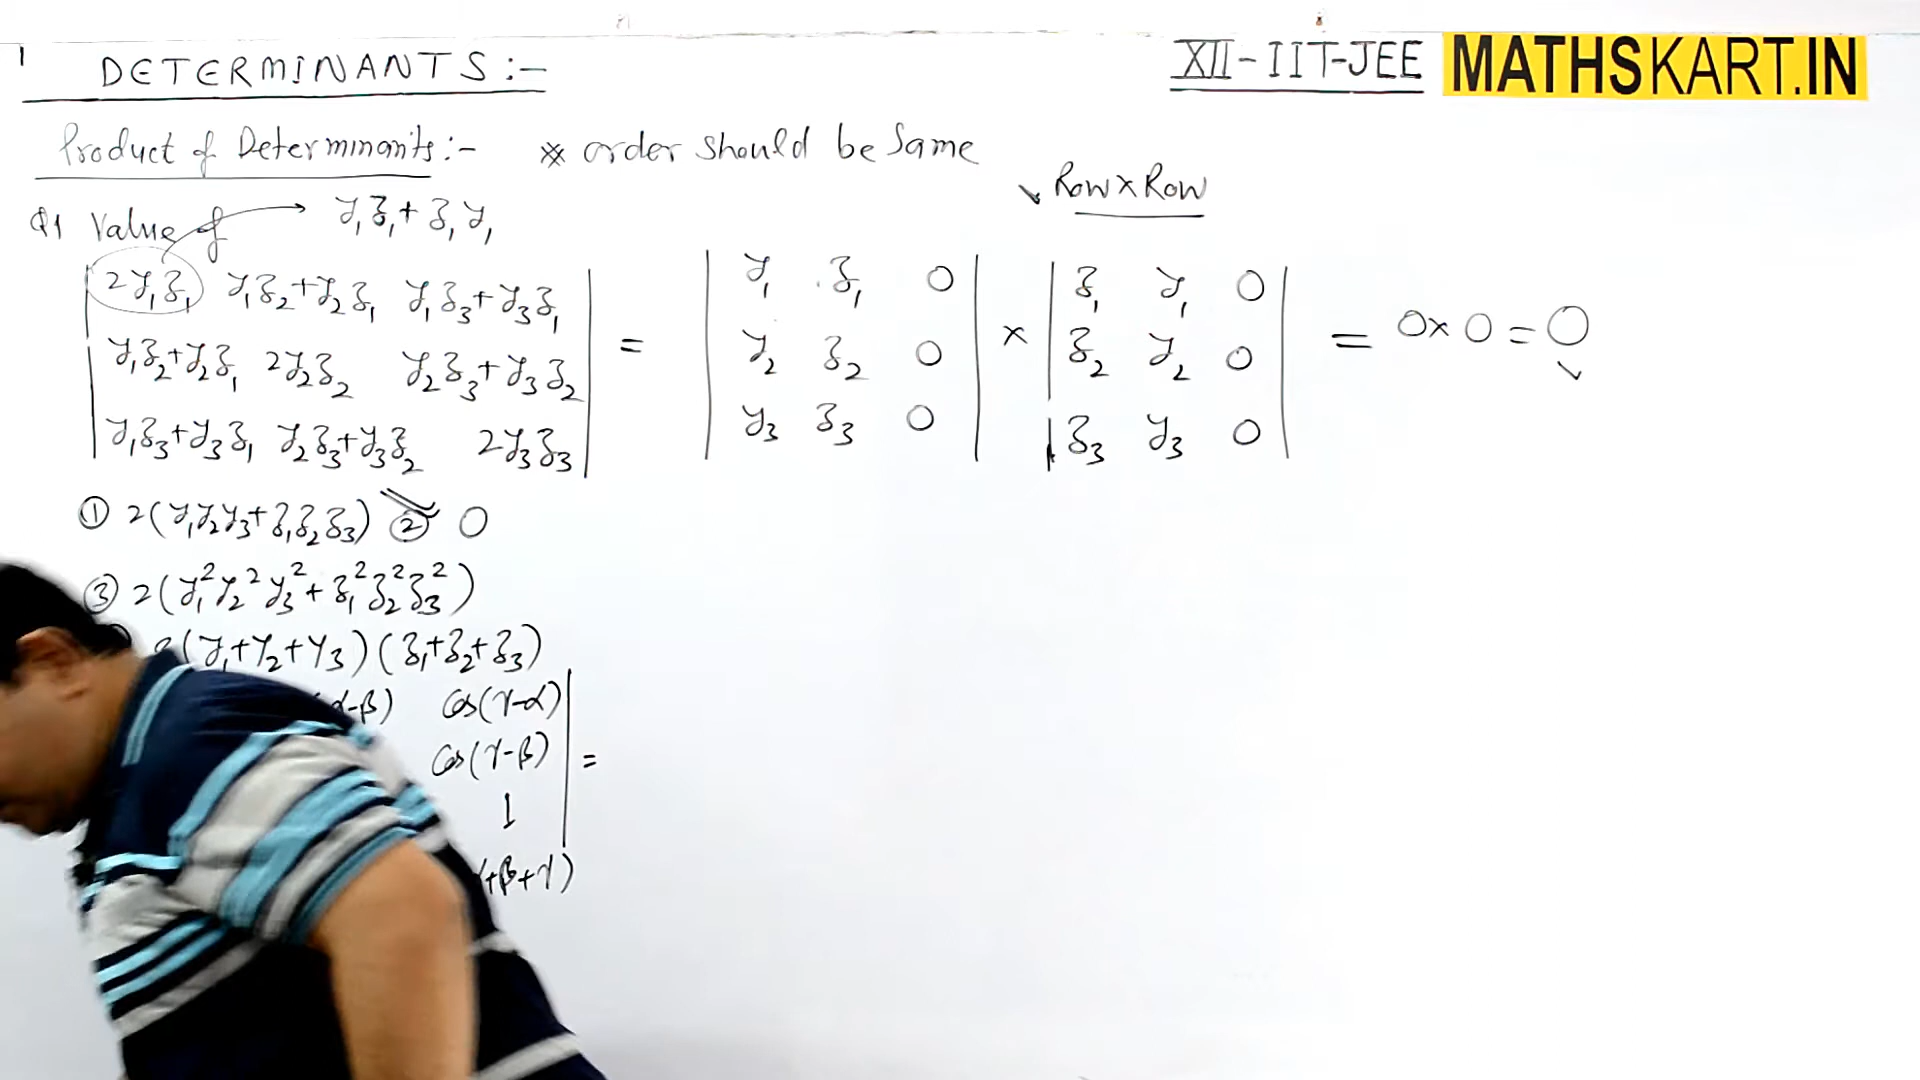 1 DETERMINANTS :-
XII-IIT-JEE MATHSKART.IN
Product of Determinants:- ** order should be same
✓ Row x Row
Q1 Value of → y₁z₁ + z₁y₁
| 2y₁z₁ y₁z₂+y₂z₁ y₁z₃+y₃z₁ | = | y₁ z₁ 0 | x | z₁ y₁ 0 | = 0x0 = 0
| y₁z₂+y₂z₁ 2y₂z₂ y₂z₃+y₃z₂ | | y₂ z₂ 0 | | z₂ y₂ 0 |
| y₁z₃+y₃z₁ y₂z₃+y₃z₂ 2y₃z₃ | | y₃ z₃ 0 | | z₃ y₃ 0 |
① 2(y₁y₂y₃+z₁z₂z₃) ② 0
③ 2(y₁²y₂²y₃²+z₁²z₂²z₃²)
(y₁+y₂+y₃)(z₁+z₂+z₃)
α-β) cos(γ-α) |
cos(γ-β) | =
1 |
+β+γ)